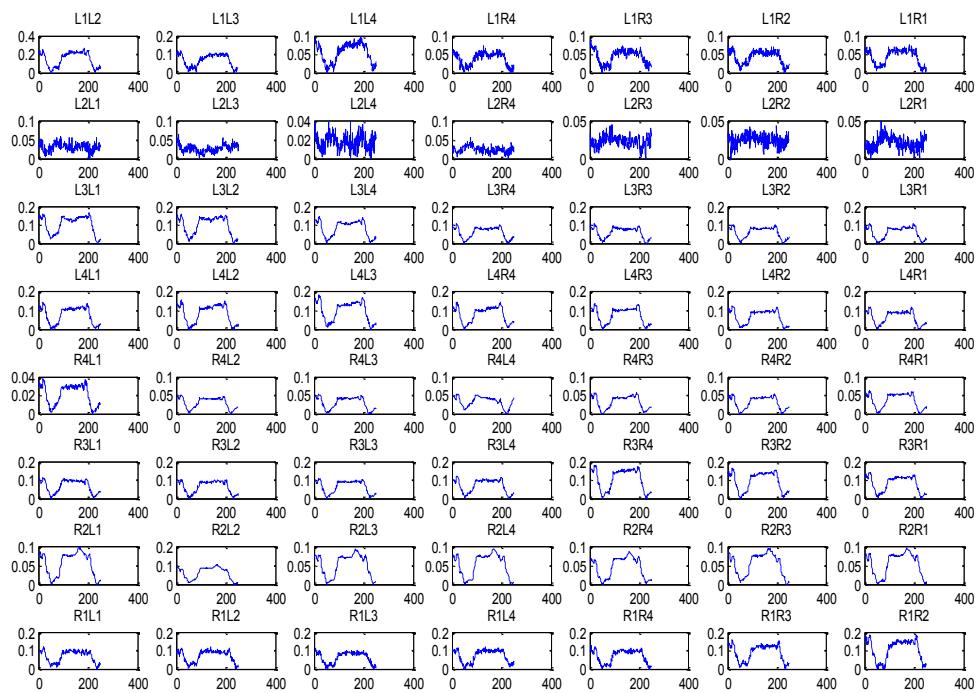 L1L2 L1L3 L1L4 L1R4 L1R3 L1R2 L1R1
0.4 0.2 0.1 0.1 0.1 0.1 0.1
0.2 0.1 0.05 0.05 0.05 0.05 0.05
0 0 0 0 0 0 0
0 200 400 0 200 400 0 200 400 0 200 400 0 200 400 0 200 400 0 200 400
L2L1 L2L3 L2L4 L2R4 L2R3 L2R2 L2R1
0.1 0.1 0.04 0.1 0.05 0.05 0.05
0.05 0.05 0.02 0.05
0 0 0 0 0 0 0
0 200 400 0 200 400 0 200 400 0 200 400 0 200 400 0 200 400 0 200 400
L3L1 L3L2 L3L4 L3R4 L3R3 L3R2 L3R1
0.2 0.2 0.2 0.2 0.2 0.2 0.2
0.1 0.1 0.1 0.1 0.1 0.1 0.1
0 0 0 0 0 0 0
0 200 400 0 200 400 0 200 400 0 200 400 0 200 400 0 200 400 0 200 400
L4L1 L4L2 L4L3 L4R4 L4R3 L4R2 L4R1
0.2 0.2 0.2 0.2 0.2 0.2 0.2
0.1 0.1 0.1 0.1 0.1 0.1 0.1
0 0 0 0 0 0 0
0 200 400 0 200 400 0 200 400 0 200 400 0 200 400 0 200 400 0 200 400
R4L1 R4L2 R4L3 R4L4 R4R3 R4R2 R4R1
0.04 0.1 0.1 0.1 0.1 0.1 0.1
0.02 0.05 0.05 0.05 0.05 0.05 0.05
0 0 0 0 0 0 0
0 200 400 0 200 400 0 200 400 0 200 400 0 200 400 0 200 400 0 200 400
R3L1 R3L2 R3L3 R3L4 R3R4 R3R2 R3R1
0.2 0.2 0.2 0.2 0.2 0.2 0.2
0.1 0.1 0.1 0.1 0.1 0.1 0.1
0 0 0 0 0 0 0
0 200 400 0 200 400 0 200 400 0 200 400 0 200 400 0 200 400 0 200 400
R2L1 R2L2 R2L3 R2L4 R2R4 R2R3 R2R1
0.1 0.2 0.1 0.1 0.1 0.1 0.1
0.05 0.1 0.05 0.05 0.05 0.05 0.05
0 0 0 0 0 0 0
0 200 400 0 200 400 0 200 400 0 200 400 0 200 400 0 200 400 0 200 400
R1L1 R1L2 R1L3 R1L4 R1R4 R1R3 R1R2
0.2 0.2 0.2 0.2 0.2 0.2 0.2
0.1 0.1 0.1 0.1 0.1 0.1 0.1
0 0 0 0 0 0 0
0 200 400 0 200 400 0 200 400 0 200 400 0 200 400 0 200 400 0 200 400